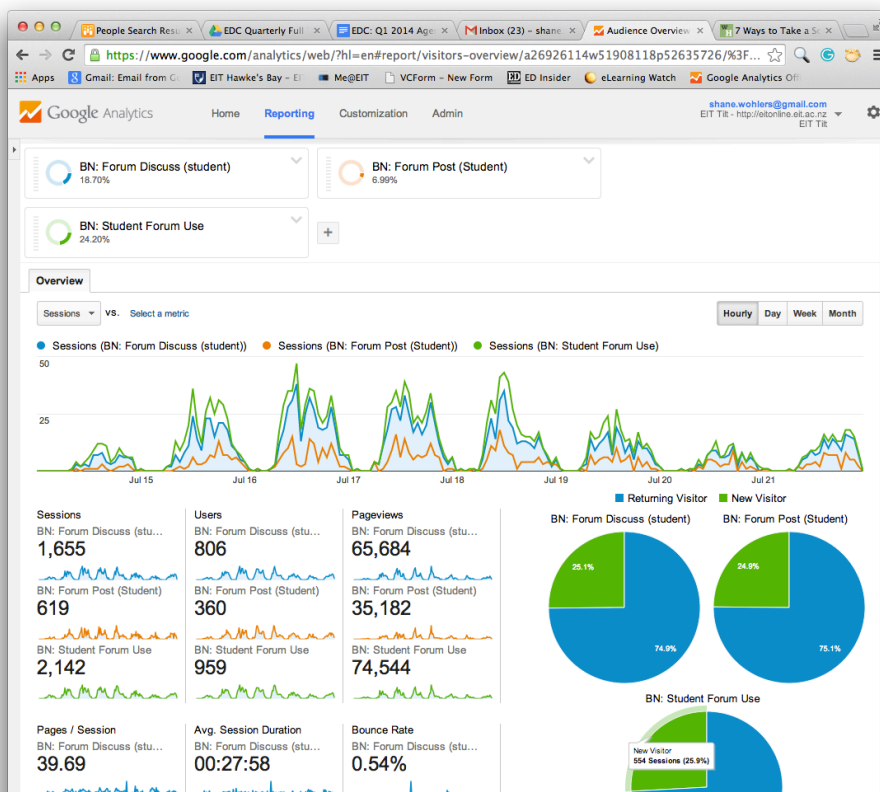 People Search Resu
EDC Quarterly Full
EDC: Q1 2014 Age
Inbox (23) – shane.
Audience Overview
7 Ways to Take a Sc
https://www.google.com/analytics/web/?hl=en#report/visitors-overview/a26926114w51908118p52635726/%3F...
Apps
Gmail: Email from G
EIT Hawke's Bay – EI
Me@EIT
VCForm – New Form
ED Insider
eLearning Watch
Google Analytics Off
Google Analytics
Home
Reporting
Customization
Admin
shane.wohlers@gmail.com
EIT Tilt - http://eitonline.eit.ac.nz
EIT Tilt
BN: Forum Discuss (student)
18.70%
BN: Forum Post (Student)
6.99%
BN: Student Forum Use
24.20%
+
Overview
Sessions
vs.
Select a metric
Hourly
Day
Week
Month
Sessions (BN: Forum Discuss (student))
Sessions (BN: Forum Post (Student))
Sessions (BN: Student Forum Use)
50
25
Jul 15
Jul 16
Jul 17
Jul 18
Jul 19
Jul 20
Jul 21
Returning Visitor
New Visitor
Sessions
BN: Forum Discuss (stu...
1,655
BN: Forum Post (Student)
619
BN: Student Forum Use
2,142
Users
BN: Forum Discuss (stu...
806
BN: Forum Post (Student)
360
BN: Student Forum Use
959
Pageviews
BN: Forum Discuss (stu...
65,684
BN: Forum Post (Student)
35,182
BN: Student Forum Use
74,544
BN: Forum Discuss (student)
25.1%
74.9%
BN: Forum Post (Student)
24.9%
75.1%
BN: Student Forum Use
New Visitor
554 Sessions (25.9%)
Pages / Session
BN: Forum Discuss (stu...
39.69
Avg. Session Duration
BN: Forum Discuss (stu...
00:27:58
Bounce Rate
BN: Forum Discuss (stu...
0.54%